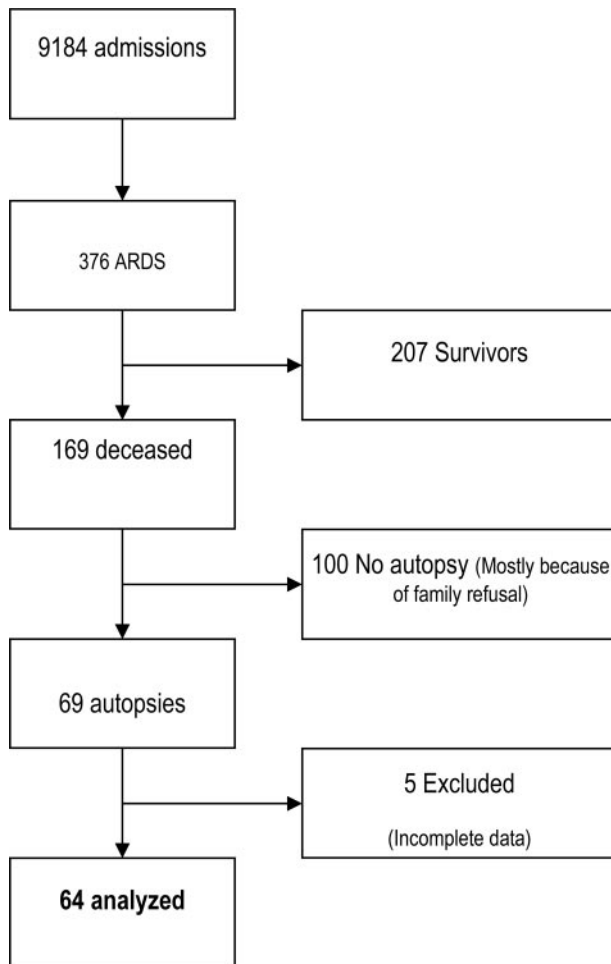 9184 admissions
376 ARDS
207 Survivors
169 deceased
100 No autopsy (Mostly because
of family refusal)
69 autopsies
5 Excluded
(Incomplete data)
64 analyzed